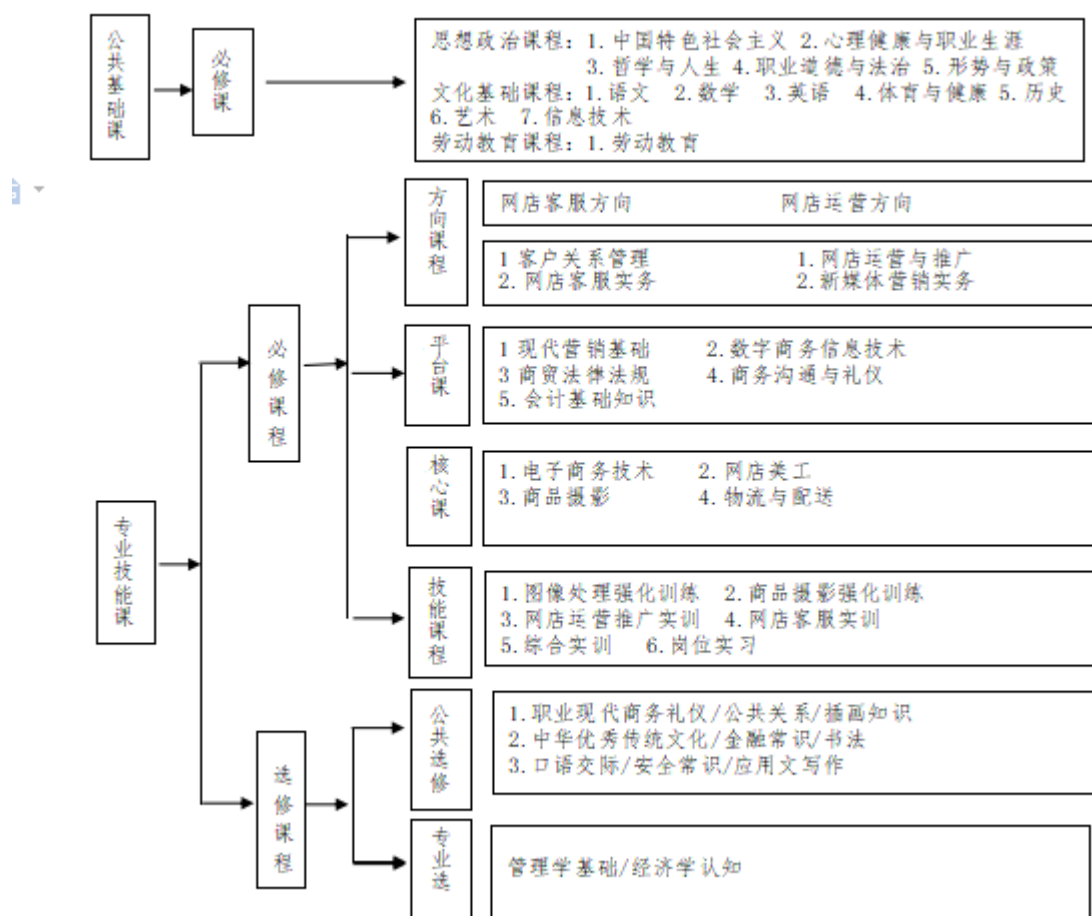 公共基础课
必修课
思想政治课程：1.中国特色社会主义 2.心理健康与职业生涯
3.哲学与人生 4.职业道德与法治 5.形势与政策
文化基础课程：1.语文 2.数学 3.英语 4.体育与健康 5.历史
6.艺术 7.信息技术
劳动教育课程：1.劳动教育
专业技能课
必修课程
方向课程
网店客服方向 网店运营方向
1 客户关系管理 1.网店运营与推广
2.网店客服实务 2.新媒体营销实务
平台课
1 现代营销基础 2.数字商务信息技术
3 商贸法律法规 4.商务沟通与礼仪
5.会计基础知识
核心课
1.电子商务技术 2.网店美工
3.商品摄影 4.物流与配送
技能课程
1.图像处理强化训练 2.商品摄影强化训练
3.网店运营推广实训 4.网店客服实训
5.综合实训 6.岗位实习
选修课程
公共选修
1.职业现代商务礼仪/公共关系/插画知识
2.中华优秀传统文化/金融常识/书法
3.口语交际/安全常识/应用文写作
专业选
管理学基础/经济学认知